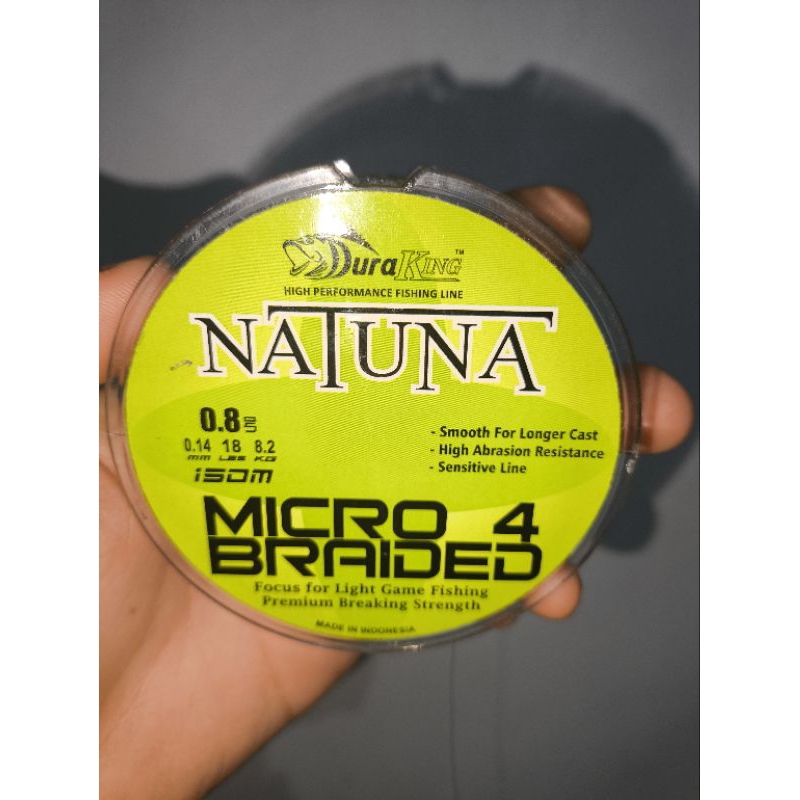 DuraKing™
HIGH PERFORMANCE FISHING LINE
NATUNA
0.8
0.14 18 8.2
MM LBS KG
150M
- Smooth For Longer Cast
- High Abrasion Resistance
- Sensitive Line
MICRO 4
BRAIDED
Focus for Light Game Fishing
Premium Breaking Strength
MADE IN INDONESIA